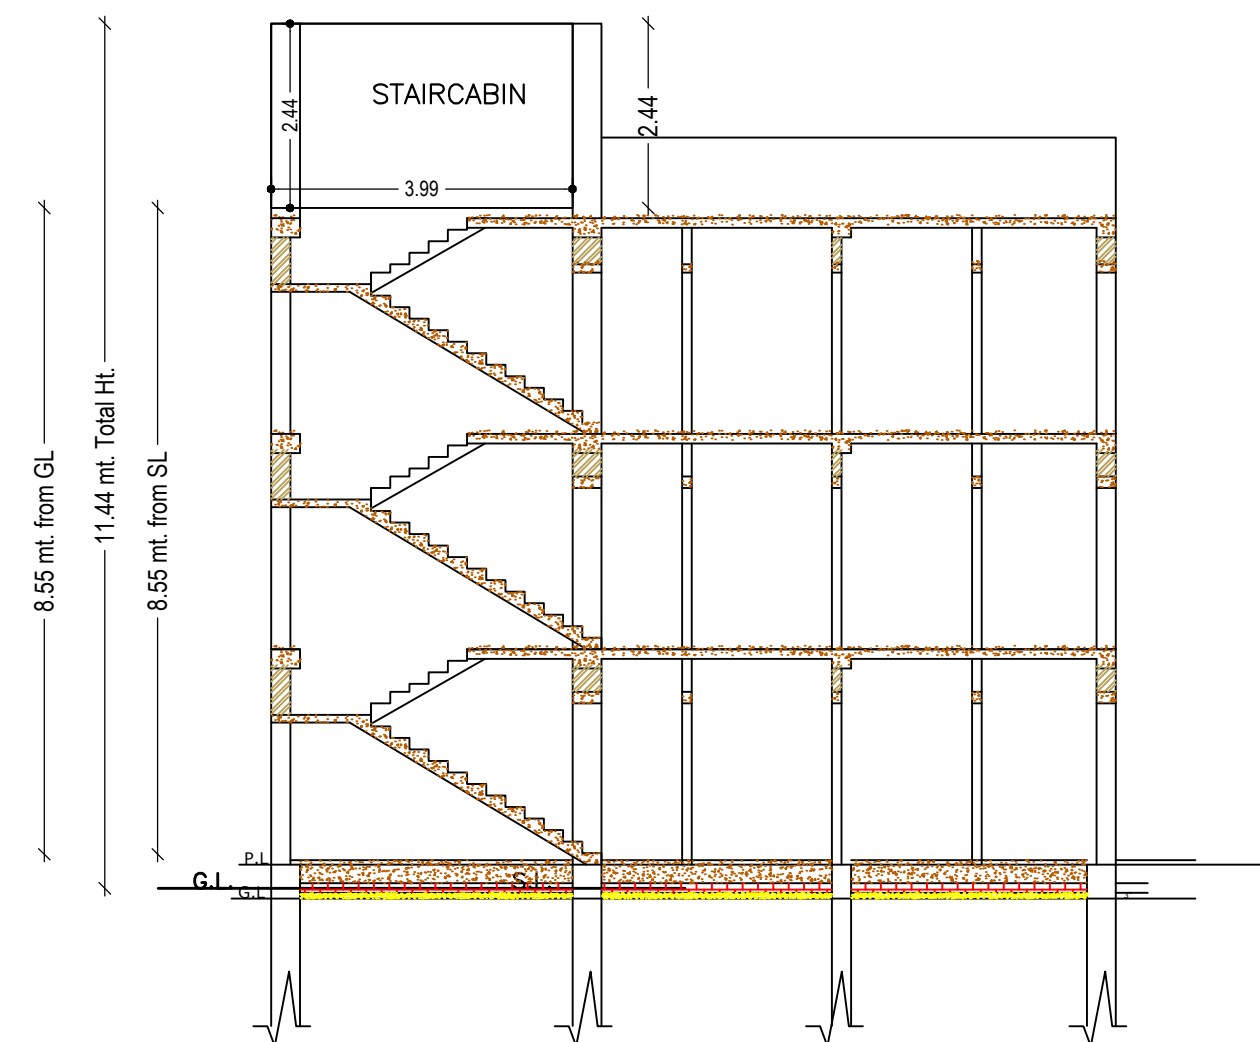 STAIRCABIN
2.44
2.44
3.99
8.55 mt. from GL
11.44 mt. Total Ht.
8.55 mt. from SL
P.L
G.L. S.L.
G.L